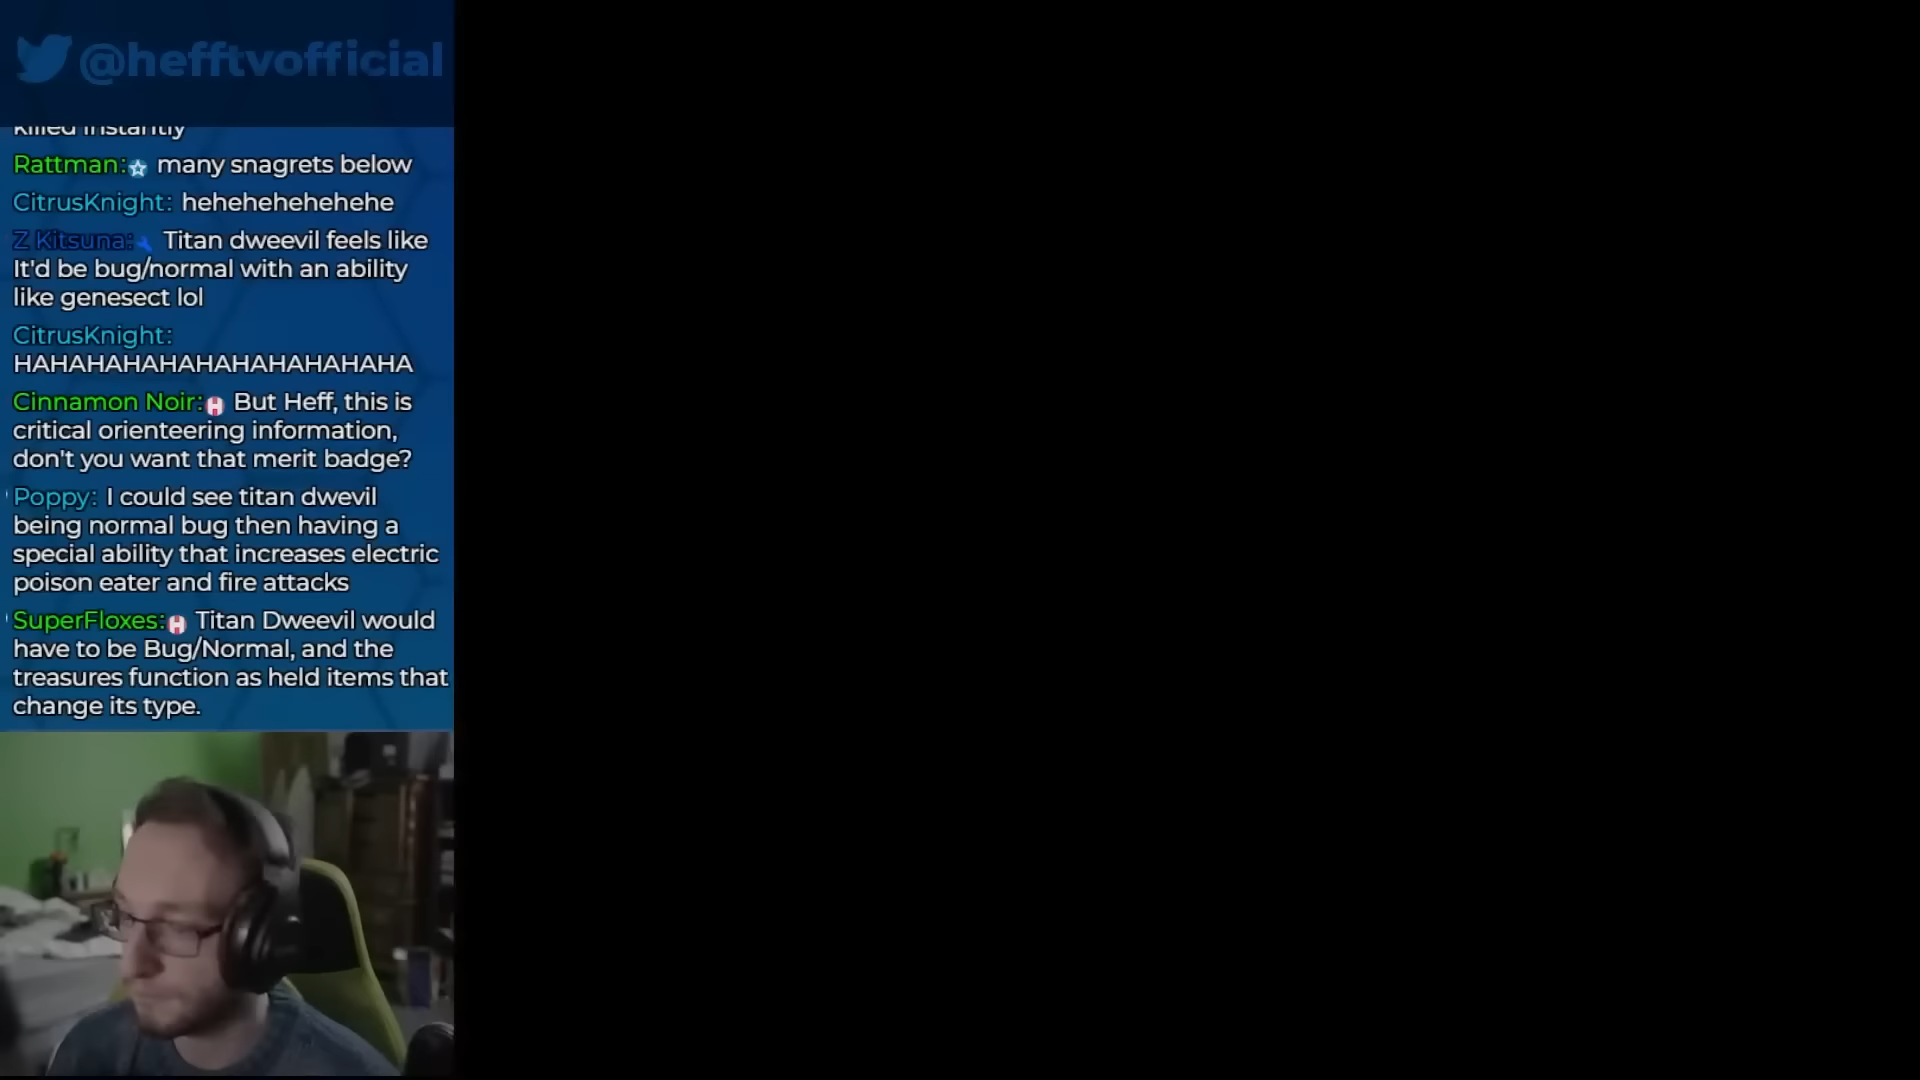 @hefftvofficial
killed instantly
Rattman: many snagrets below
CitrusKnight: hehehehehehehe
Z Kitsuna: Titan dweevil feels like
It'd be bug/normal with an ability
like genesect lol
CitrusKnight:
HAHAHAHAHAHAHAHAHAHAHA
Cinnamon Noir: But Heff, this is
critical orienteering information,
don't you want that merit badge?
Poppy: I could see titan dwevil
being normal bug then having a
special ability that increases electric
poison eater and fire attacks
SuperFloxes: Titan Dweevil would
have to be Bug/Normal, and the
treasures function as held items that
change its type.